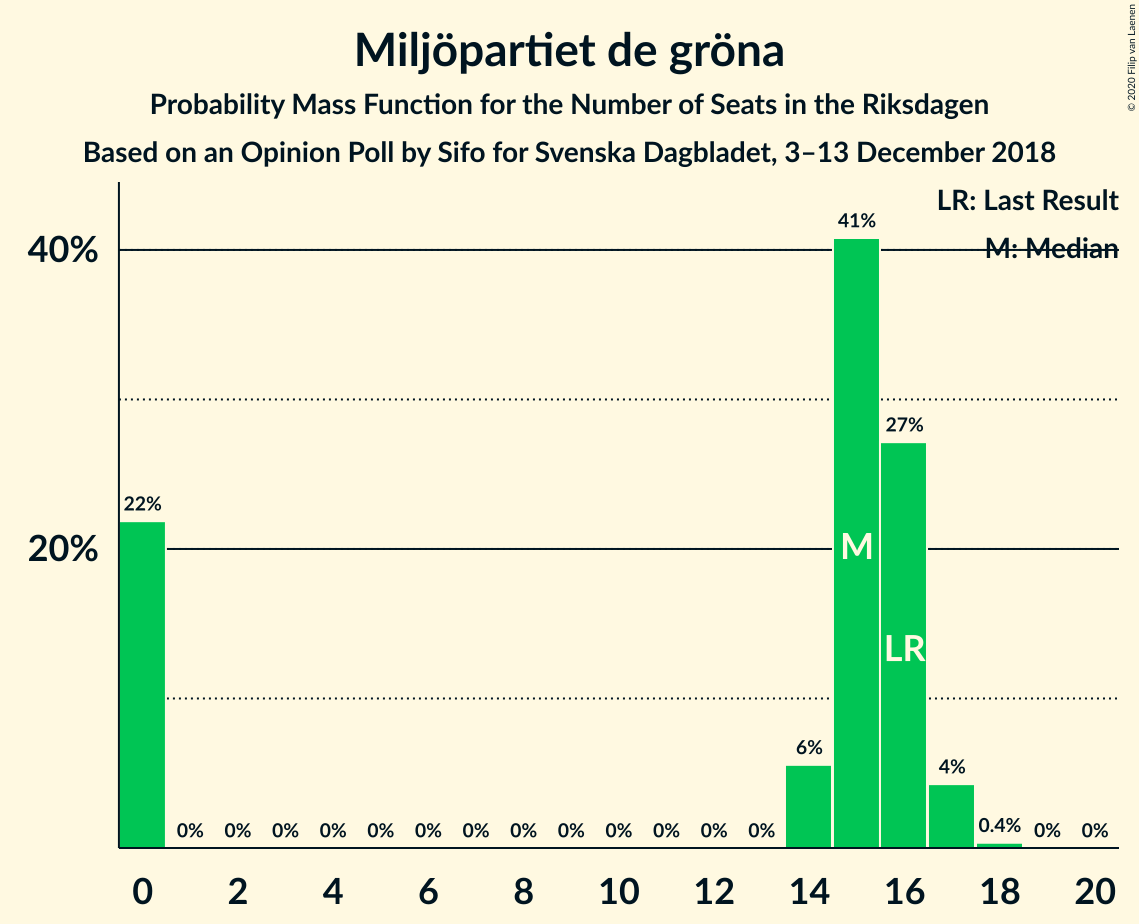 Miljöpartiet de gröna
Probability Mass Function for the Number of Seats in the Riksdagen
Based on an Opinion Poll by Sifo for Svenska Dagbladet, 3–13 December 2018
© 2020 Filip van Laenen
LR: Last Result
M: Median
40%
20%
22%
0%
0%
0%
0%
0%
0%
0%
0%
0%
0%
0%
0%
0%
6%
41%
27%
4%
0.4%
0%
0%
M
LR
0 2 4 6 8 10 12 14 16 18 20